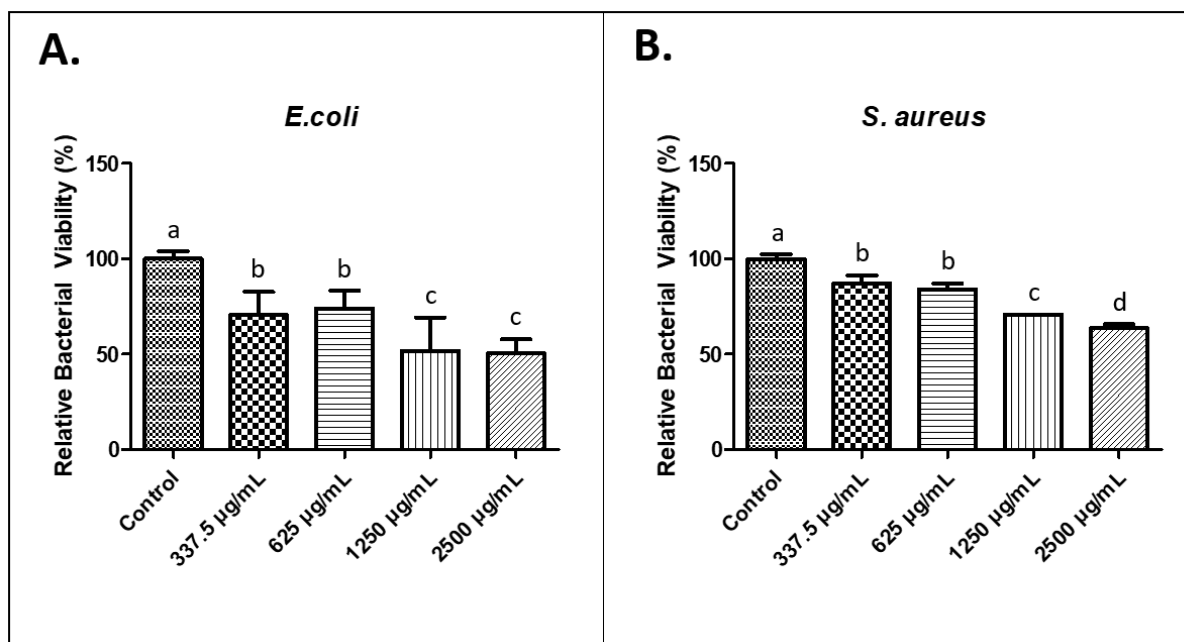 A.
E.coli
Relative Bacterial Viability (%)
150
100
50
0
a
b
b
c
c
Control
337.5 µg/mL
625 µg/mL
1250 µg/mL
2500 µg/mL
B.
S. aureus
Relative Bacterial Viability (%)
150
100
50
0
a
b
b
c
d
Control
337.5 µg/mL
625 µg/mL
1250 µg/mL
2500 µg/mL